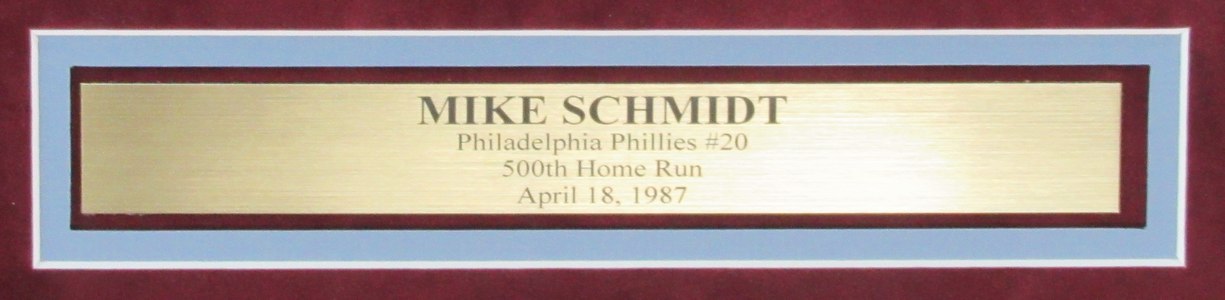 MIKE SCHMIDT
Philadelphia Phillies #20
500th Home Run
April 18, 1987